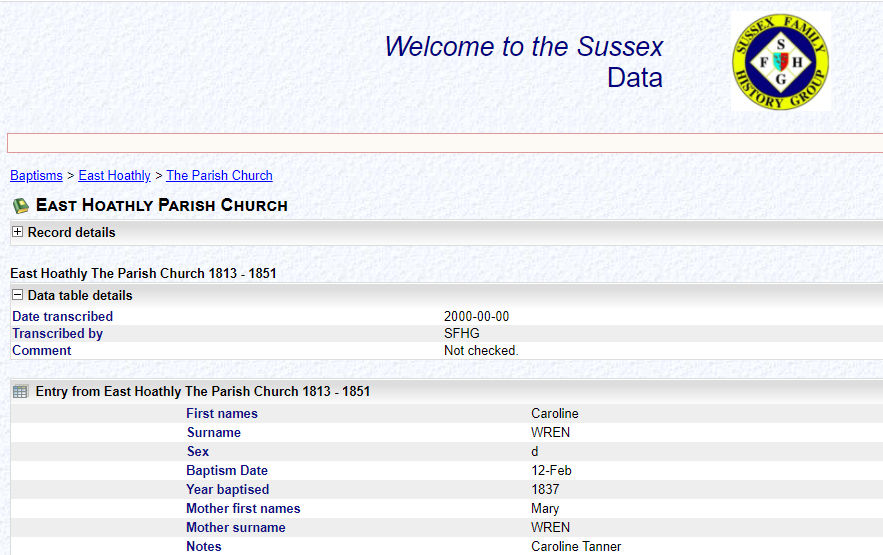 Welcome to the Sussex
Data
SUSSEX FAMILY
HISTORY GROUP
S
F H
G
Baptisms > East Hoathly > The Parish Church
East Hoathly Parish Church
Record details
East Hoathly The Parish Church 1813 - 1851
Data table details
Date transcribed 2000-00-00
Transcribed by SFHG
Comment Not checked.
Entry from East Hoathly The Parish Church 1813 - 1851
First names Caroline
Surname WREN
Sex d
Baptism Date 12-Feb
Year baptised 1837
Mother first names Mary
Mother surname WREN
Notes Caroline Tanner